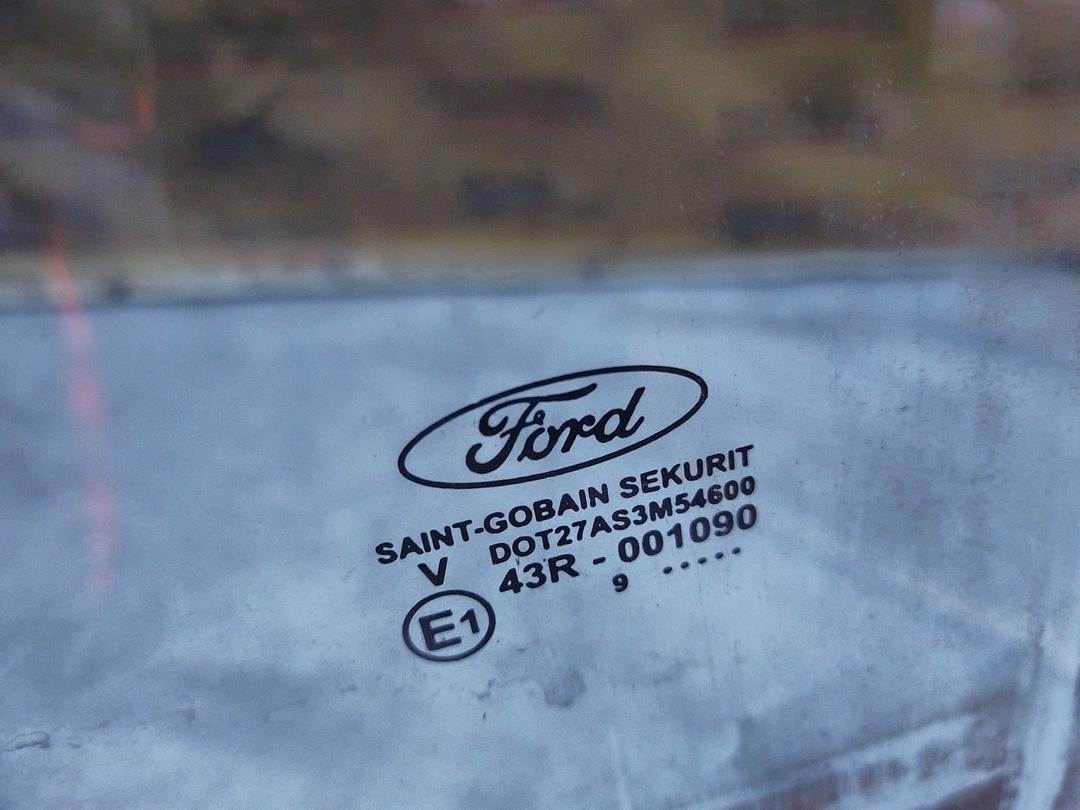 Ford
SAINT-GOBAIN SEKURIT
V DOT27AS3M54600
43R - 001090
E1 9 .....